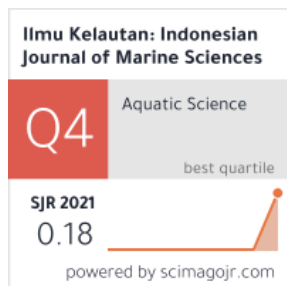 Ilmu Kelautan: Indonesian
Journal of Marine Sciences
Q4
Aquatic Science
best quartile
SJR 2021
0.18
powered by scimagojr.com